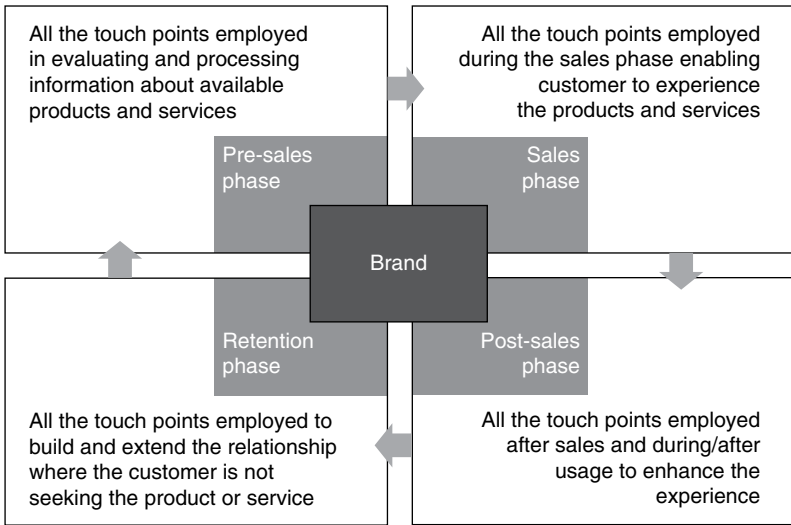 All the touch points employed
in evaluating and processing
information about available
products and services
All the touch points employed
during the sales phase enabling
customer to experience
the products and services
Pre-sales
phase
Sales
phase
Brand
Retention
phase
Post-sales
phase
All the touch points employed to
build and extend the relationship
where the customer is not
seeking the product or service
All the touch points employed
after sales and during/after
usage to enhance the
experience